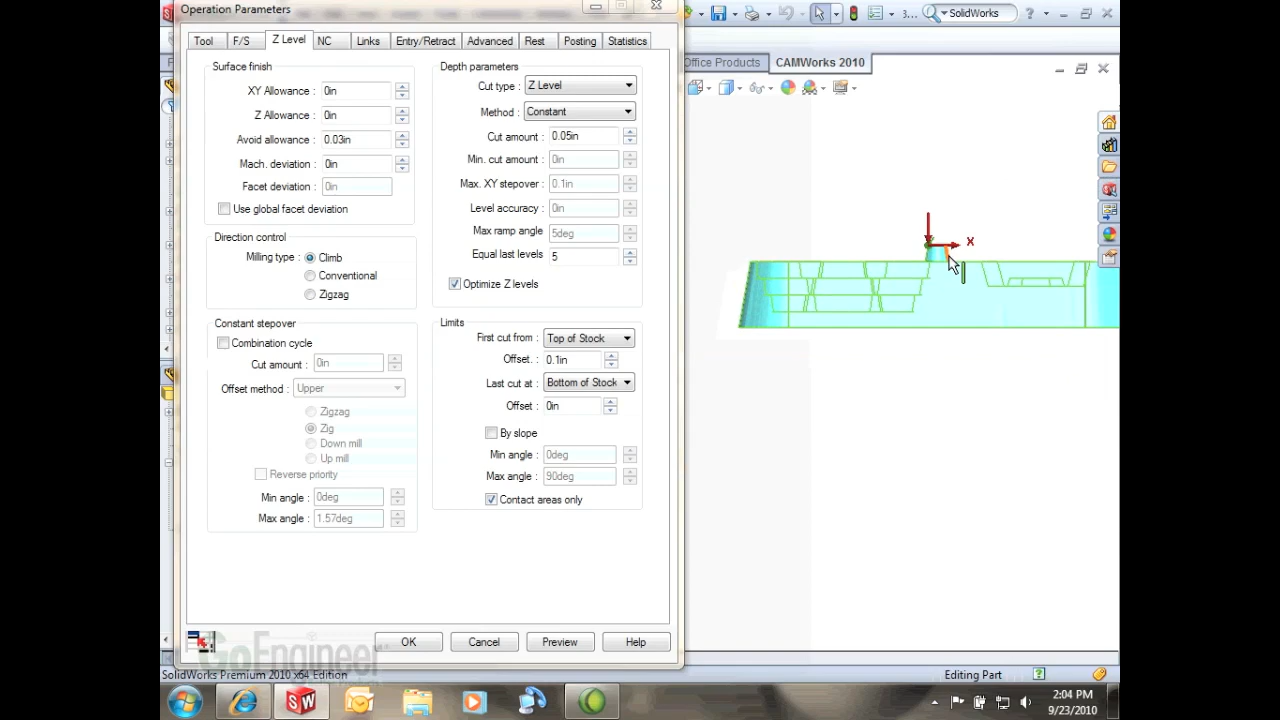 Operation Parameters
3...
SolidWorks
Tool
F/S
Z Level
NC
Links
Entry/Retract
Advanced
Rest
Posting
Statistics
Office Products
CAMWorks 2010
Surface finish
XY Allowance : 0in
Z Allowance : 0in
Avoid allowance : 0.03in
Mach. deviation : 0in
Facet deviation : 0in
Use global facet deviation
Direction control
Milling type : Climb
Conventional
Zigzag
Constant stepover
Combination cycle
Cut amount : 0in
Offset method : Upper
Zigzag
Zig
Down mill
Up mill
Reverse priority
Min angle : 0deg
Max angle : 1.57deg
Depth parameters
Cut type : Z Level
Method : Constant
Cut amount : 0.05in
Min. cut amount : 0in
Max. XY stepover : 0.1in
Level accuracy : 0in
Max ramp angle : 5deg
Equal last levels : 5
Optimize Z levels
Limits
First cut from : Top of Stock
Offset : 0.1in
Last cut at : Bottom of Stock
Offset : 0in
By slope
Min angle : 0deg
Max angle : 90deg
Contact areas only
X
OK
Cancel
Preview
Help
GoEngineer
SolidWorks Premium 2010 x64 Edition
Editing Part
2:04 PM
9/23/2010